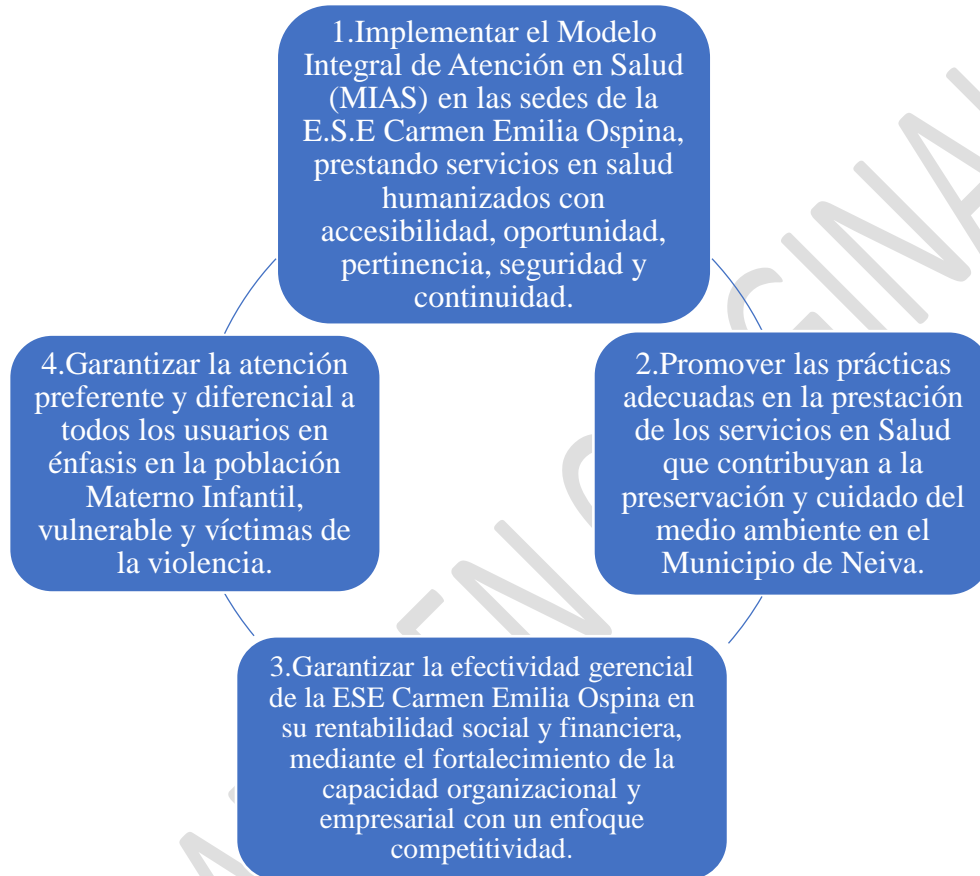 1.Implementar el Modelo
Integral de Atención en Salud
(MIAS) en las sedes de la
E.S.E Carmen Emilia Ospina,
prestando servicios en salud
humanizados con
accesibilidad, oportunidad,
pertinencia, seguridad y
continuidad.
2.Promover las prácticas
adecuadas en la prestación
de los servicios en Salud
que contribuyan a la
preservación y cuidado del
medio ambiente en el
Municipio de Neiva.
3.Garantizar la efectividad gerencial
de la ESE Carmen Emilia Ospina en
su rentabilidad social y financiera,
mediante el fortalecimiento de la
capacidad organizacional y
empresarial con un enfoque
competitividad.
4.Garantizar la atención
preferente y diferencial a
todos los usuarios en
énfasis en la población
Materno Infantil,
vulnerable y víctimas de
la violencia.